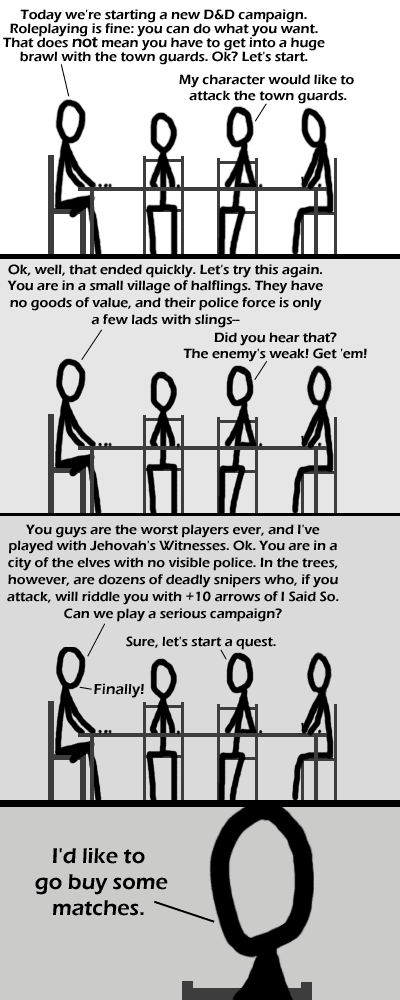 Today we're starting a new D&D campaign.
Roleplaying is fine: you can do what you want.
That does not mean you have to get into a huge
brawl with the town guards. Ok? Let's start.
My character would like to
attack the town guards.
Ok, well, that ended quickly. Let's try this again.
You are in a small village of halflings. They have
no goods of value, and their police force is only
a few lads with slings–
Did you hear that?
The enemy's weak! Get 'em!
You guys are the worst players ever, and I've
played with Jehovah's Witnesses. Ok. You are in a
city of the elves with no visible police. In the trees,
however, are dozens of deadly snipers who, if you
attack, will riddle you with +10 arrows of I Said So.
Can we play a serious campaign?
Sure, let's start a quest.
Finally!
I'd like to
go buy some
matches.